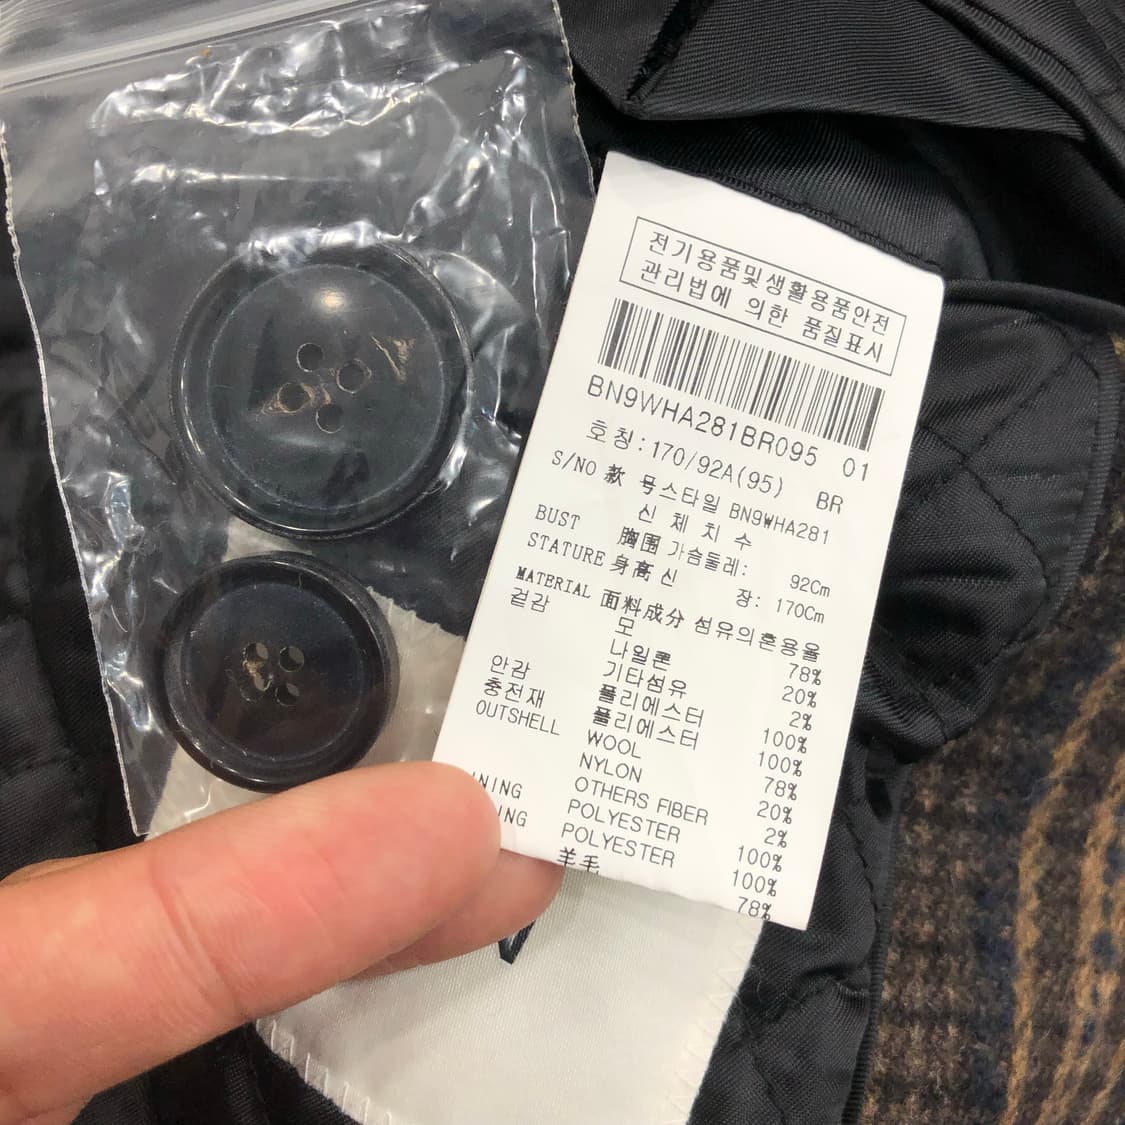 전기용품및생활용품안전
관리법에 의한 품질표시
BN9WHA281BR095 01
호칭:170/92A(95) BR
S/NO 款 号스타일 BN9WHA281
신 체 치 수
BUST 胸围 가슴둘레: 92Cm
STATURE 身高 신 장: 170Cm
MATERIAL 面料成分 섬유의혼용율
겉감 모 78%
나일론 20%
기타섬유 2%
안감 폴리에스터 100%
충전재 폴리에스터 100%
OUTSHELL WOOL 78%
NYLON 20%
OTHERS FIBER 2%
NING POLYESTER 100%
NG POLYESTER 100%
羊毛 78%